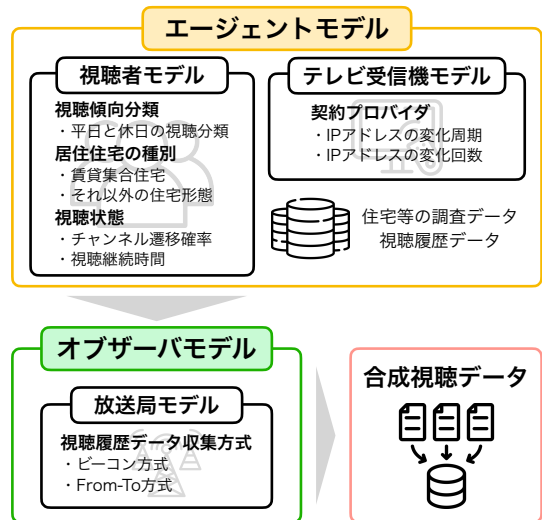 エージェントモデル
視聴者モデル
視聴傾向分類
・平日と休日の視聴分類
居住住宅の種別
・賃貸集合住宅
・それ以外の住宅形態
視聴状態
・チャンネル遷移確率
・視聴継続時間
テレビ受信機モデル
契約プロバイダ
・IPアドレスの変化周期
・IPアドレスの変化回数
住宅等の調査データ
視聴履歴データ
オブザーバモデル
放送局モデル
視聴履歴データ収集方式
・ビーコン方式
・From-To方式
合成視聴データ